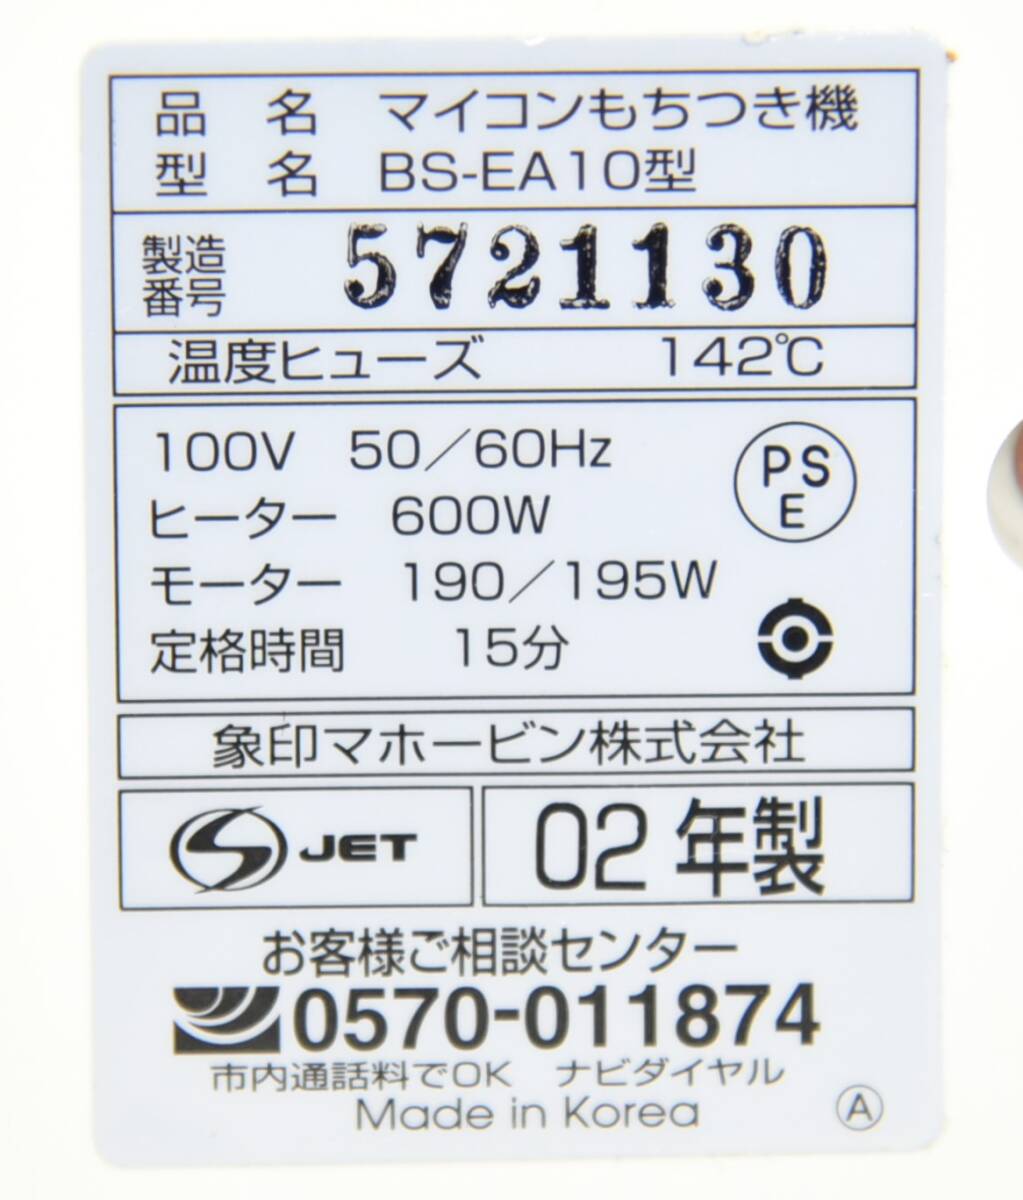 品名 マイコンもちつき機
型名 BS-EA10型
製造番号 5721130
温度ヒューズ 142℃
100V 50／60Hz
ヒーター 600W
モーター 190／195W
定格時間 15分
PS
E
象印マホービン株式会社
S JET
02年製
お客様ご相談センター
0570-011874
市内通話料でOK ナビダイヤル
Made in Korea
A